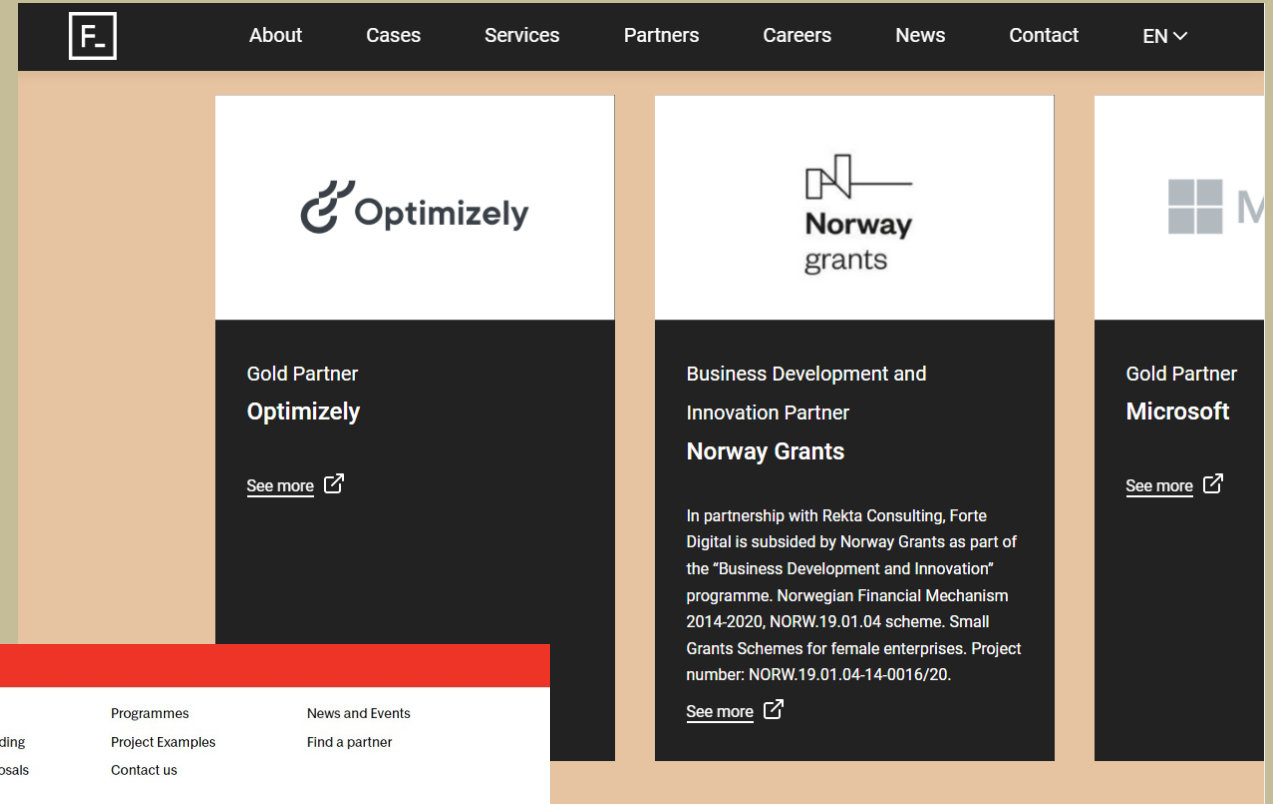 F_
About Cases Services Partners Careers News Contact EN
Optimizely
Norway
grants
M
Gold Partner
Optimizely
See more
Business Development and
Innovation Partner
Norway Grants
In partnership with Rekta Consulting, Forte
Digital is subsided by Norway Grants as part of
the “Business Development and Innovation”
programme. Norwegian Financial Mechanism
2014-2020, NORW.19.01.04 scheme. Small
Grants Schemes for female enterprises. Project
number: NORW.19.01.04-14-0016/20.
See more
Gold Partner
Microsoft
See more
Programmes News and Events
ding Project Examples Find a partner
osals Contact us